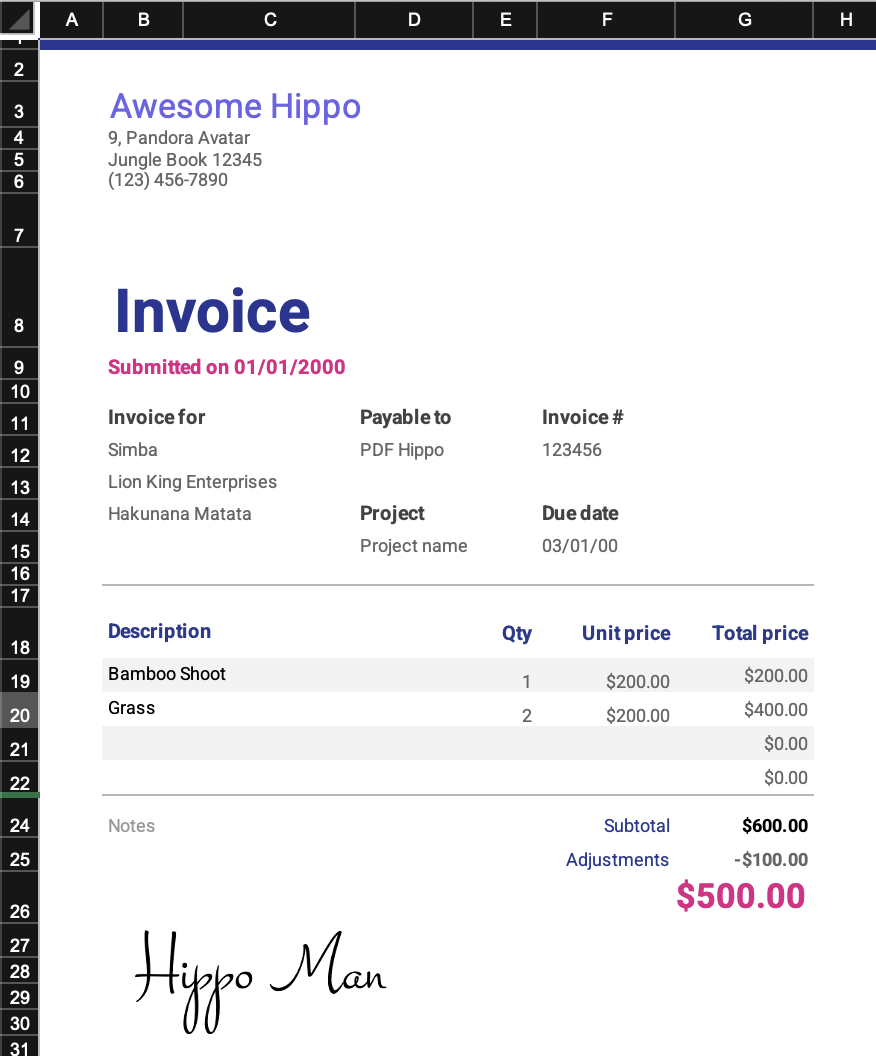 A B C D E F G H
1
2
3 Awesome Hippo
4 9, Pandora Avatar
5 Jungle Book 12345
6 (123) 456-7890
7
8 Invoice
9 Submitted on 01/01/2000
10
11 Invoice for Payable to Invoice #
12 Simba PDF Hippo 123456
13 Lion King Enterprises
14 Hakunana Matata Project Due date
15 Project name 03/01/00
16
17
18 Description Qty Unit price Total price
19 Bamboo Shoot 1 $200.00 $200.00
20 Grass 2 $200.00 $400.00
21 $0.00
22 $0.00
24 Notes Subtotal $600.00
25 Adjustments -$100.00
26 $500.00
27
28 Hippo Man
29
30
31